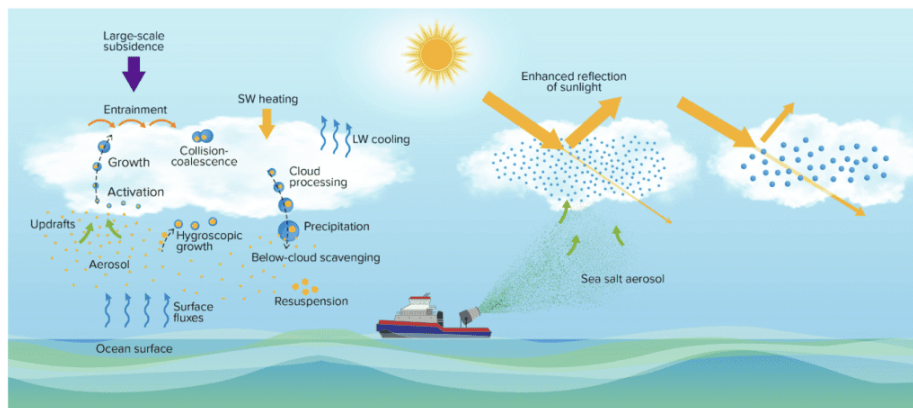 Large-scale
subsidence
Entrainment
SW heating
LW cooling
Collision-
coalescence
Growth
Cloud
processing
Activation
Updrafts
Hygroscopic
growth
Precipitation
Aerosol
Below-cloud scavenging
Resuspension
Surface
fluxes
Ocean surface
Enhanced reflection
of sunlight
Sea salt aerosol